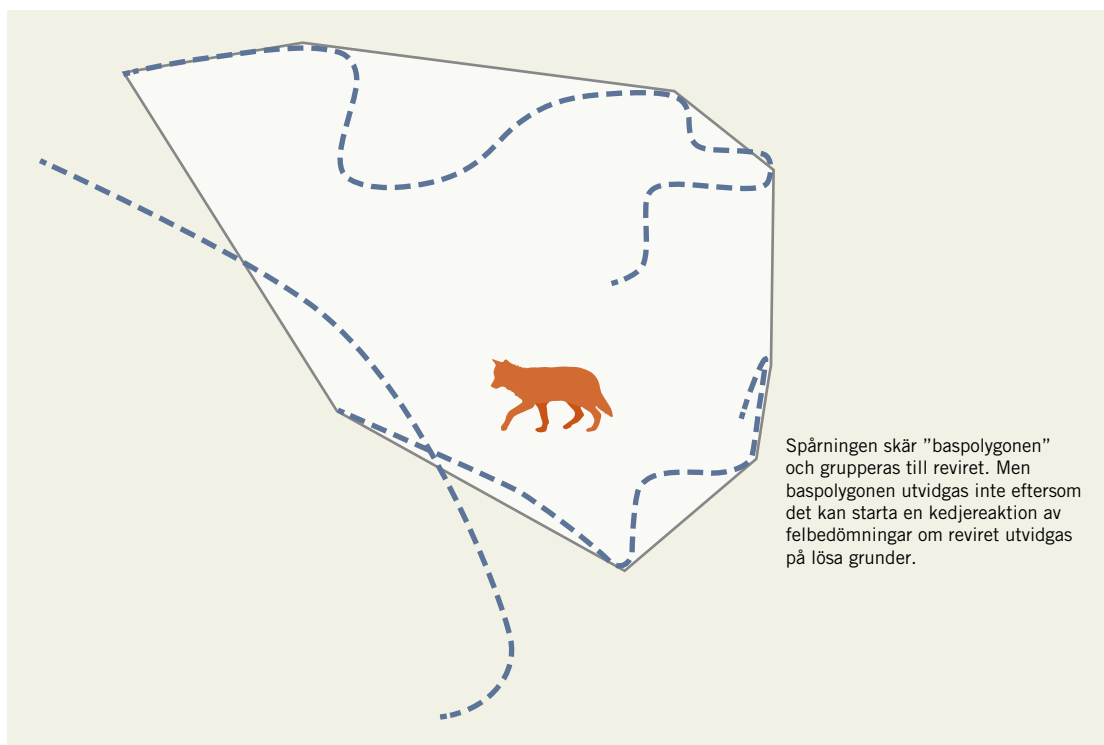 Spårningen skär ”baspolygonen”
och grupperas till reviret. Men
baspolygonen utvidgas inte eftersom
det kan starta en kedjereaktion av
felbedömningar om reviret utvidgas
på lösa grunder.